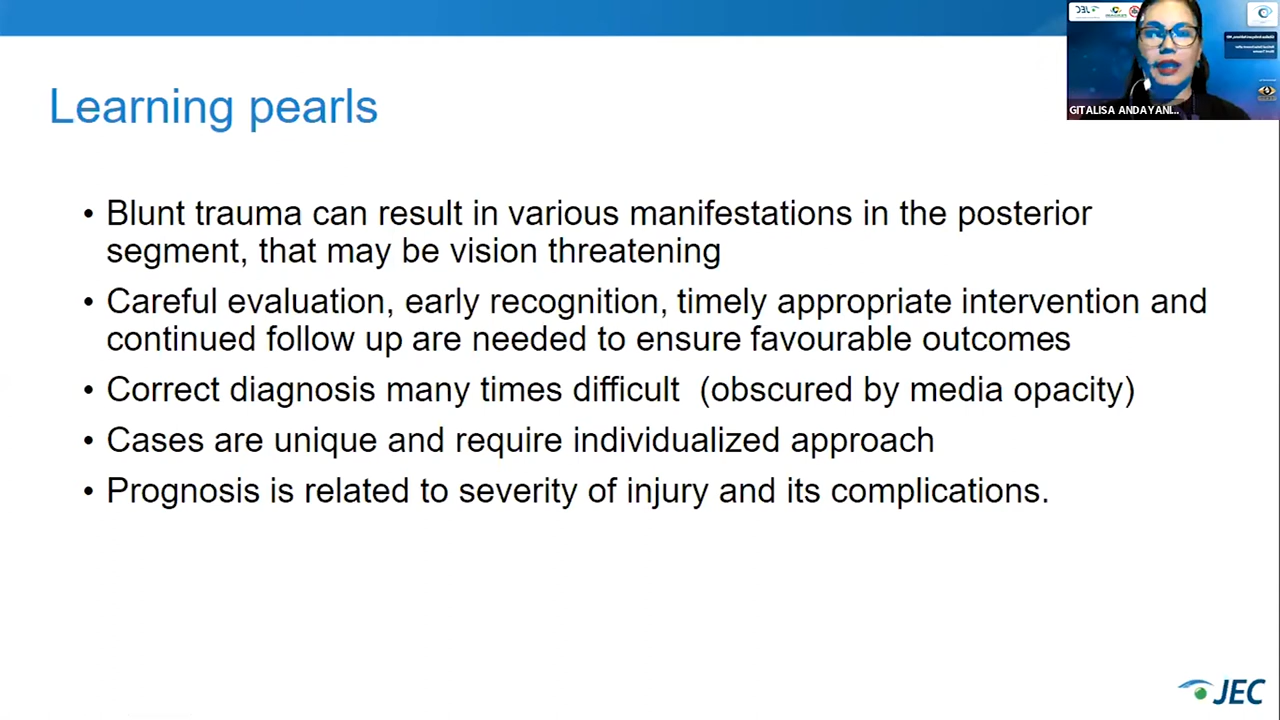 Learning pearls
JEC
GITALISA ANDAYANI...
• Blunt trauma can result in various manifestations in the posterior
segment, that may be vision threatening
• Careful evaluation, early recognition, timely appropriate intervention and
continued follow up are needed to ensure favourable outcomes
• Correct diagnosis many times difficult  (obscured by media opacity)
• Cases are unique and require individualized approach
• Prognosis is related to severity of injury and its complications.
JEC